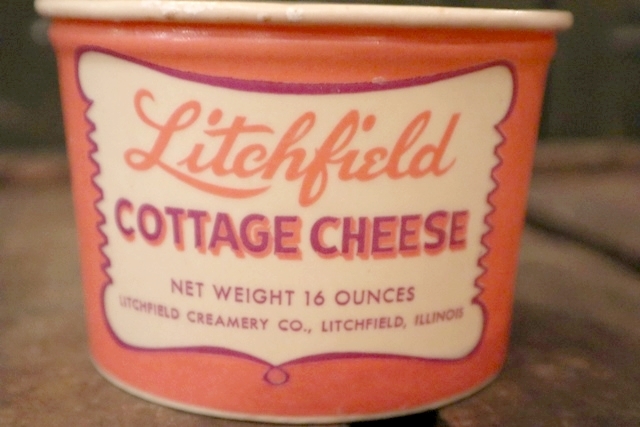 Litchfield
COTTAGE CHEESE
NET WEIGHT 16 OUNCES
LITCHFIELD CREAMERY CO., LITCHFIELD, ILLINOIS